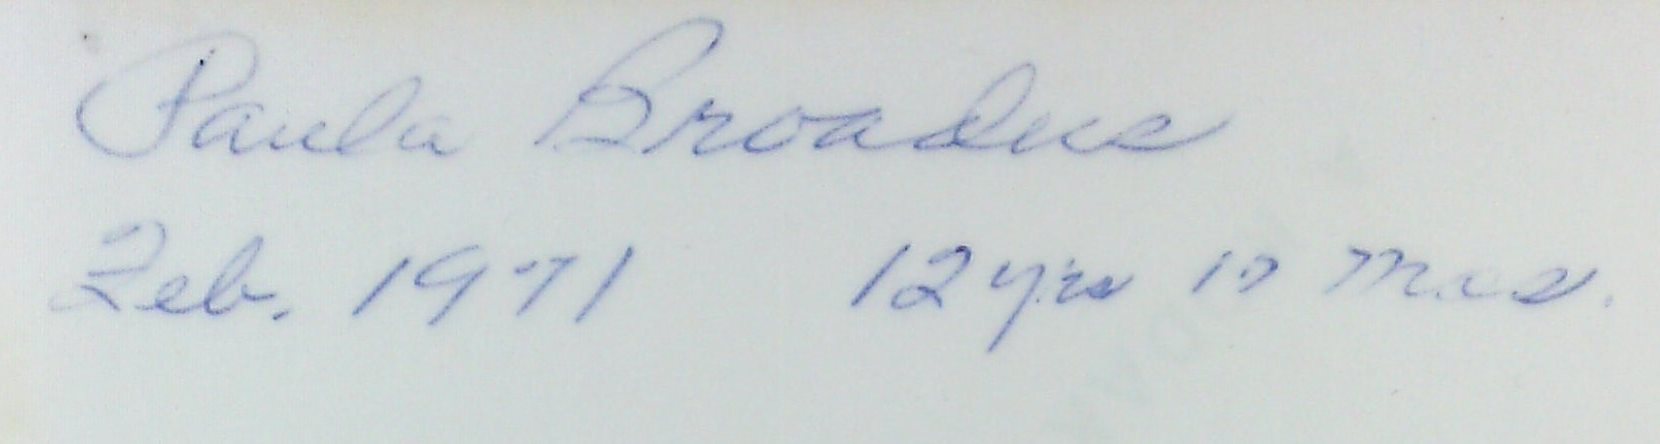 Paula Broadus
Feb. 1971 12 yrs 10 Mos.